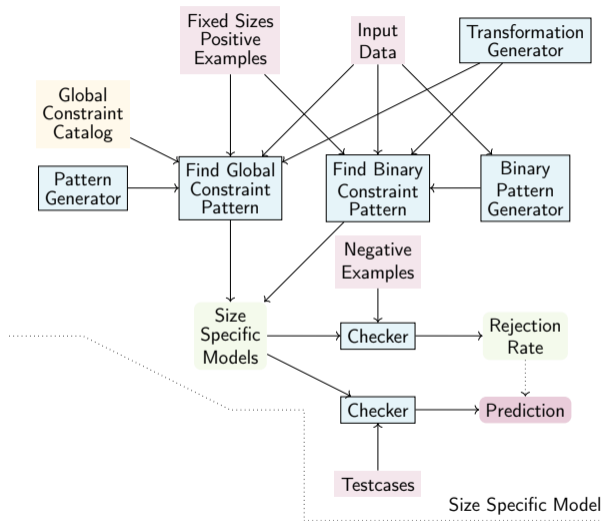 Fixed Sizes
Positive
Examples
Input
Data
Transformation
Generator
Global
Constraint
Catalog
Pattern
Generator
Find Global
Constraint
Pattern
Find Binary
Constraint
Pattern
Binary
Pattern
Generator
Negative
Examples
Size
Specific
Models
Checker
Rejection
Rate
Checker
Prediction
Testcases
Size Specific Model